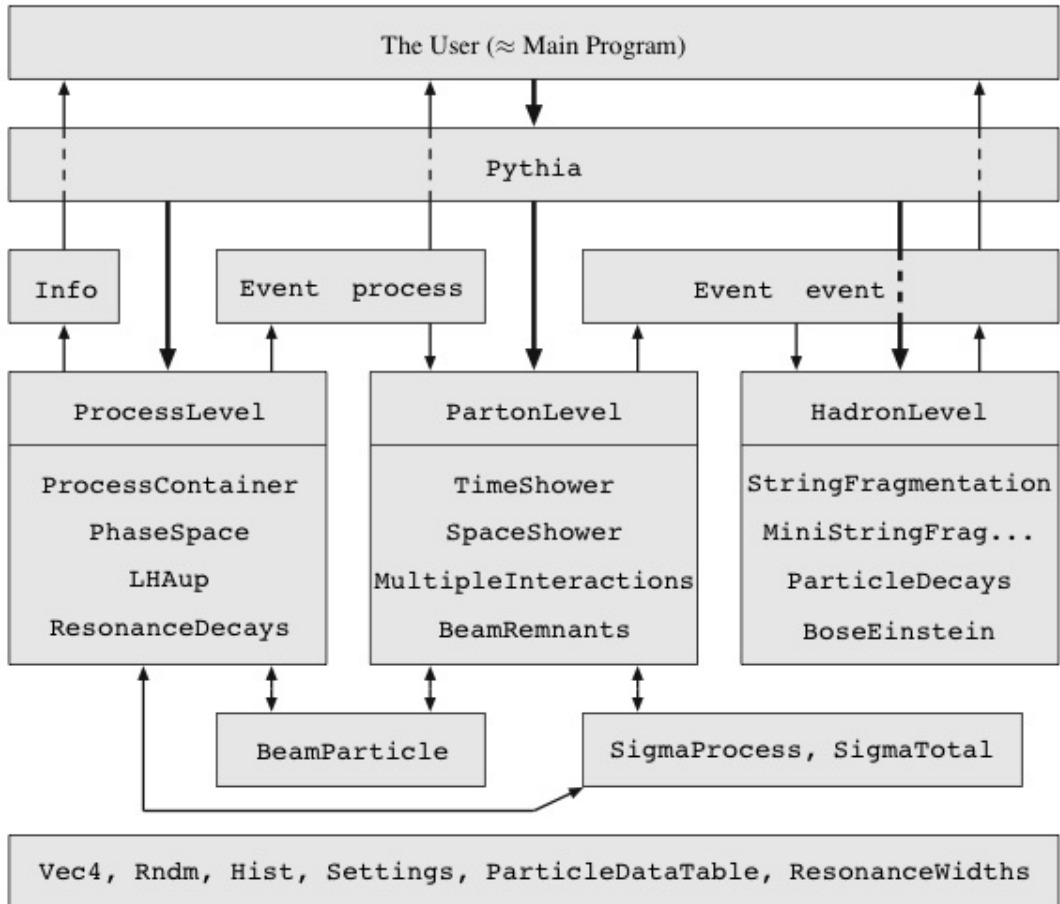 The User (≈ Main Program)
Pythia
Info
Event process
Event event
ProcessLevel
ProcessContainer
PhaseSpace
LHAup
ResonanceDecays
PartonLevel
TimeShower
SpaceShower
MultipleInteractions
BeamRemnants
HadronLevel
StringFragmentation
MiniStringFrag...
ParticleDecays
BoseEinstein
BeamParticle
SigmaProcess, SigmaTotal
Vec4, Rndm, Hist, Settings, ParticleDataTable, ResonanceWidths